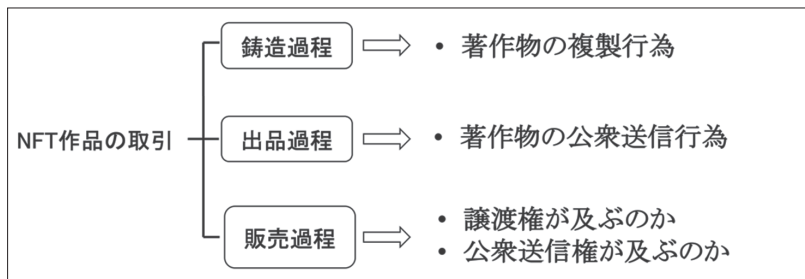 NFT作品の取引
鋳造過程
• 著作物の複製行為
出品過程
• 著作物の公衆送信行為
販売過程
• 譲渡権が及ぶのか
• 公衆送信権が及ぶのか